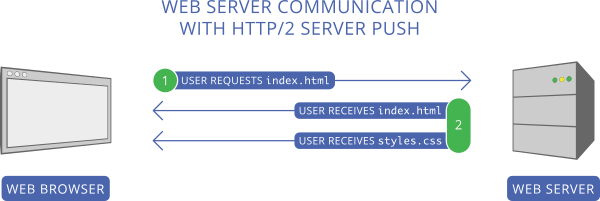 WEB SERVER COMMUNICATION
WITH HTTP/2 SERVER PUSH
1 USER REQUESTS index.html
USER RECEIVES index.html
2
USER RECEIVES styles.css
WEB BROWSER
WEB SERVER